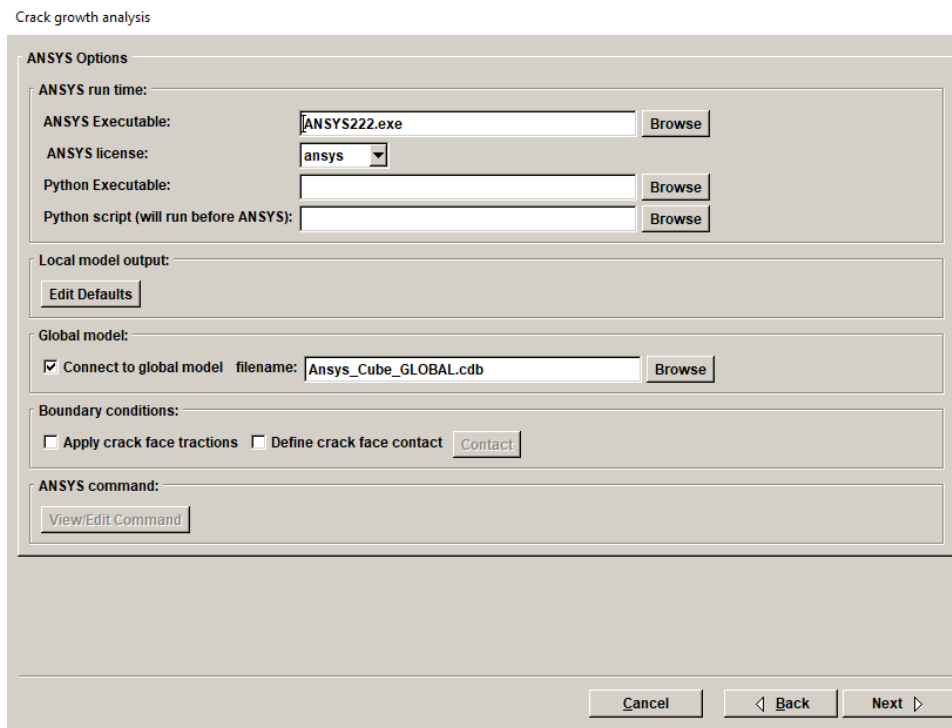 Crack growth analysis
ANSYS Options
ANSYS run time:
ANSYS Executable: ANSYS222.exe Browse
ANSYS license: ansys
Python Executable: Browse
Python script (will run before ANSYS): Browse
Local model output:
Edit Defaults
Global model:
Connect to global model filename: Ansys_Cube_GLOBAL.cdb Browse
Boundary conditions:
Apply crack face tractions Define crack face contact Contact
ANSYS command:
View/Edit Command
Cancel Back Next